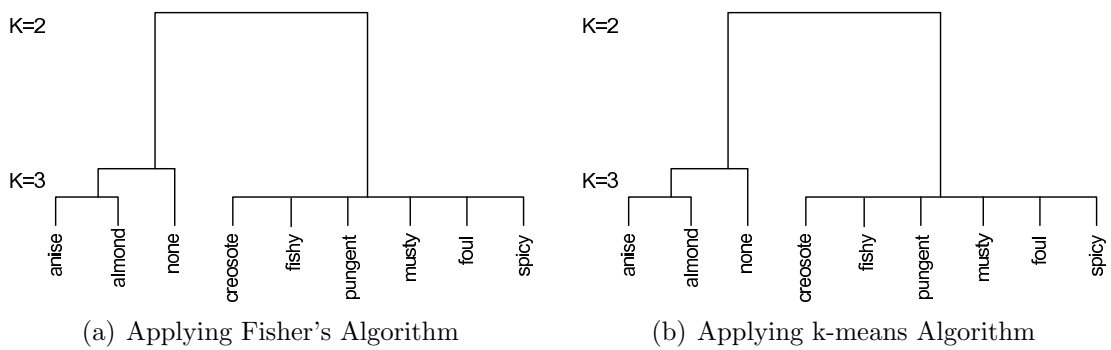 K=2
K=3
anise
almond
none
creosote
fishy
pungent
musty
foul
spicy
(a) Applying Fisher's Algorithm
K=2
K=3
anise
almond
none
creosote
fishy
pungent
musty
foul
spicy
(b) Applying k-means Algorithm